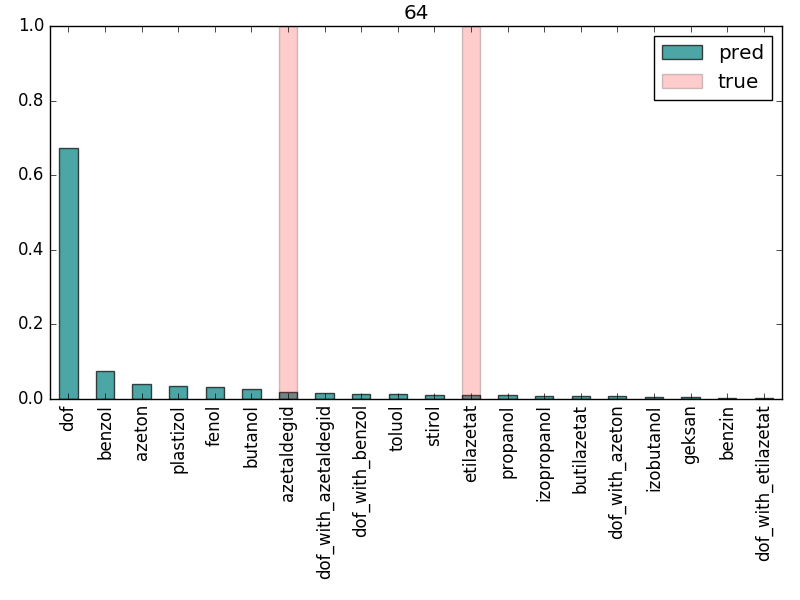 64
1.0
0.8
0.6
0.4
0.2
0.0
pred
true
dof
benzol
azeton
plastizol
fenol
butanol
azetaldegid
dof_with_azetaldegid
dof_with_benzol
toluol
stirol
etilazetat
propanol
izopropanol
butilazetat
dof_with_azeton
izobutanol
geksan
benzin
dof_with_etilazetat